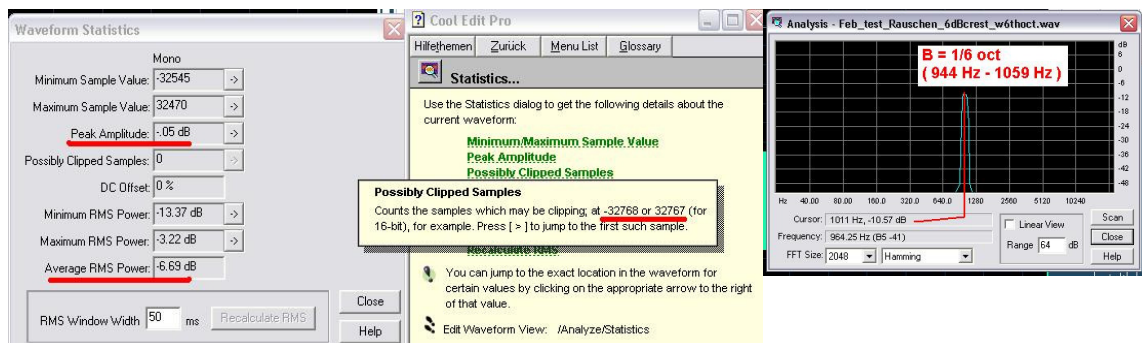 Waveform Statistics
Mono
Minimum Sample Value: -32545 ->
Maximum Sample Value: 32470 ->
Peak Amplitude: -.05 dB ->
Possibly Clipped Samples: 0 ->
DC Offset: 0 %
Minimum RMS Power: -13.37 dB ->
Maximum RMS Power: -3.22 dB ->
Average RMS Power: -6.69 dB
RMS Window Width 50 ms Recalculate RMS
Close
Help
? Cool Edit Pro
Hilfethemen Zurück Menu List Glossary
Statistics...
Use the Statistics dialog to get the following details about the
current waveform:
Minimum/Maximum Sample Value
Peak Amplitude
Possibly Clipped Samples
Possibly Clipped Samples
Counts the samples which may be clipping; at -32768 or 32767 (for
16-bit), for example. Press [ > ] to jump to the first such sample.
Recalculate RMS
You can jump to the exact location in the waveform for
certain values by clicking on the appropriate arrow to the right
of that value.
Edit Waveform View: /Analyze/Statistics
Analysis - Feb_test_Rauschen_6dBcrest_w6thoct.wav
B = 1/6 oct
( 944 Hz - 1059 Hz )
dB
6
0
-6
-12
-18
-24
-30
-36
-42
-48
Hz 40.00 80.00 160.0 320.0 640.0 1280 2560 5120 10240
Cursor: 1011 Hz, -10.57 dB
Frequency: 964.25 Hz (B5 -41)
FFT Size: 2048 Hamming
Linear View
Range 64 dB
Scan
Close
Help